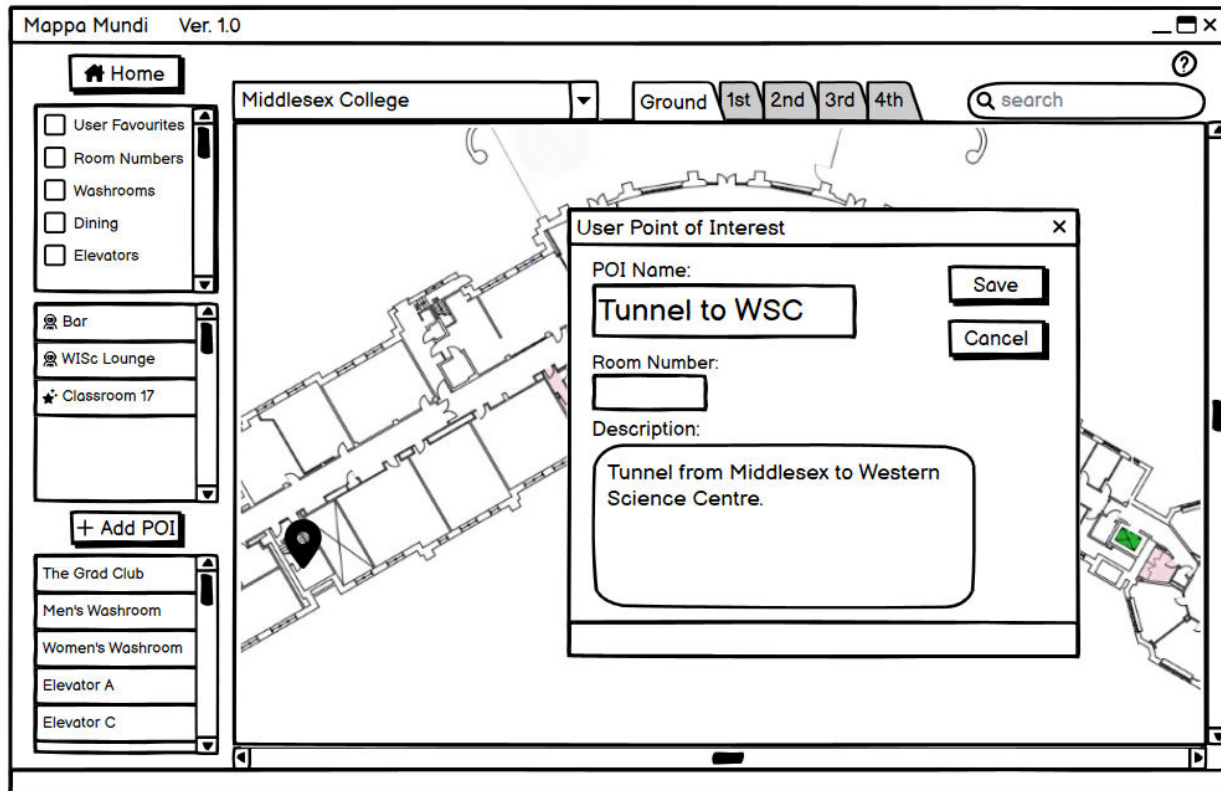 Mappa Mundi Ver. 1.0
Home
Middlesex College
Ground 1st 2nd 3rd 4th
search
User Favourites
Room Numbers
Washrooms
Dining
Elevators
Bar
WISc Lounge
Classroom 17
+ Add POI
The Grad Club
Men's Washroom
Women's Washroom
Elevator A
Elevator C
User Point of Interest
POI Name:
Tunnel to WSC
Save
Cancel
Room Number:
Description:
Tunnel from Middlesex to Western
Science Centre.